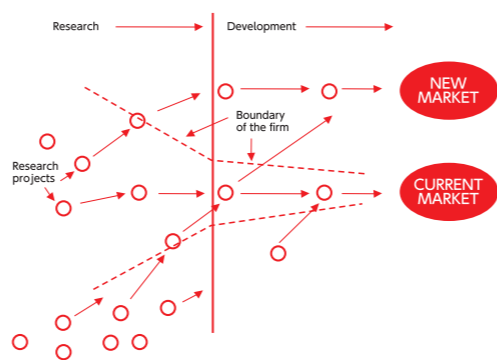 Research
Development
NEW
MARKET
Boundary
of the firm
Research
projects
CURRENT
MARKET